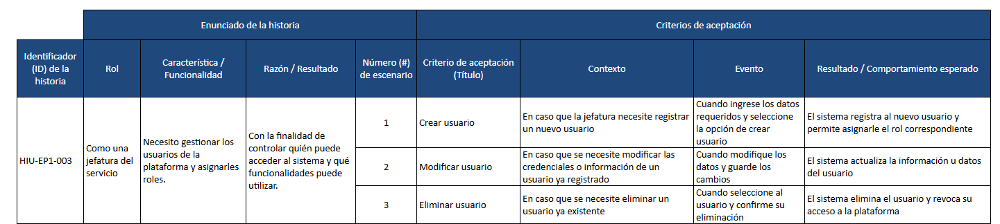 Enunciado de la historia
Criterios de aceptación
Identificador
(ID) de la
historia
Rol
Característica /
Funcionalidad
Razón / Resultado
Número (#)
de escenario
Criterio de aceptación
(Título)
Contexto
Evento
Resultado / Comportamiento esperado
HIU-EP1-003
Como una
jefatura del
servicio
Necesito gestionar los
usuarios de la
plataforma y asignarles
roles.
Con la finalidad de
controlar quién puede
acceder al sistema y qué
funcionalidades puede
utilizar.
1
Crear usuario
En caso que la jefatura necesite registrar
un nuevo usuario
Cuando ingrese los datos
requeridos y seleccione
la opción de crear
usuario
El sistema registra al nuevo usuario y
permite asignarle el rol correspondiente
2
Modificar usuario
En caso que se necesite modificar las
credenciales o información de un
usuario ya registrado
Cuando modifique los
datos y guarde los
cambios
El sistema actualiza la información u datos
del usuario
3
Eliminar usuario
En caso que se necesite eliminar un
usuario ya existente
Cuando seleccione al
usuario y confirme su
eliminación
El sistema elimina el usuario y revoca su
acceso a la plataforma